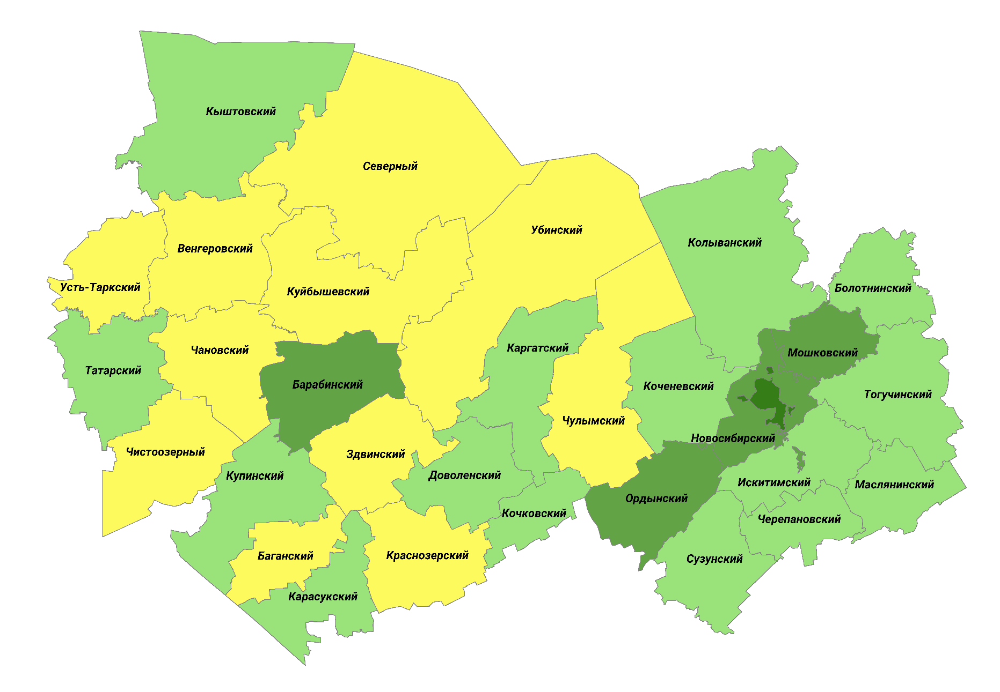 Кыштовский
Северный
Убинский
Колыванский
Венгеровский
Усть-Таркский
Куйбышевский
Болотнинский
Чановский
Каргатский
Мошковский
Татарский
Барабинский
Коченевский
Тогучинский
Чулымский
Новосибирский
Чистоозерный
Здвинский
Купинский
Доволенский
Искитимский
Маслянинский
Ордынский
Кочковский
Черепановский
Баганский
Краснозерский
Сузунский
Карасукский